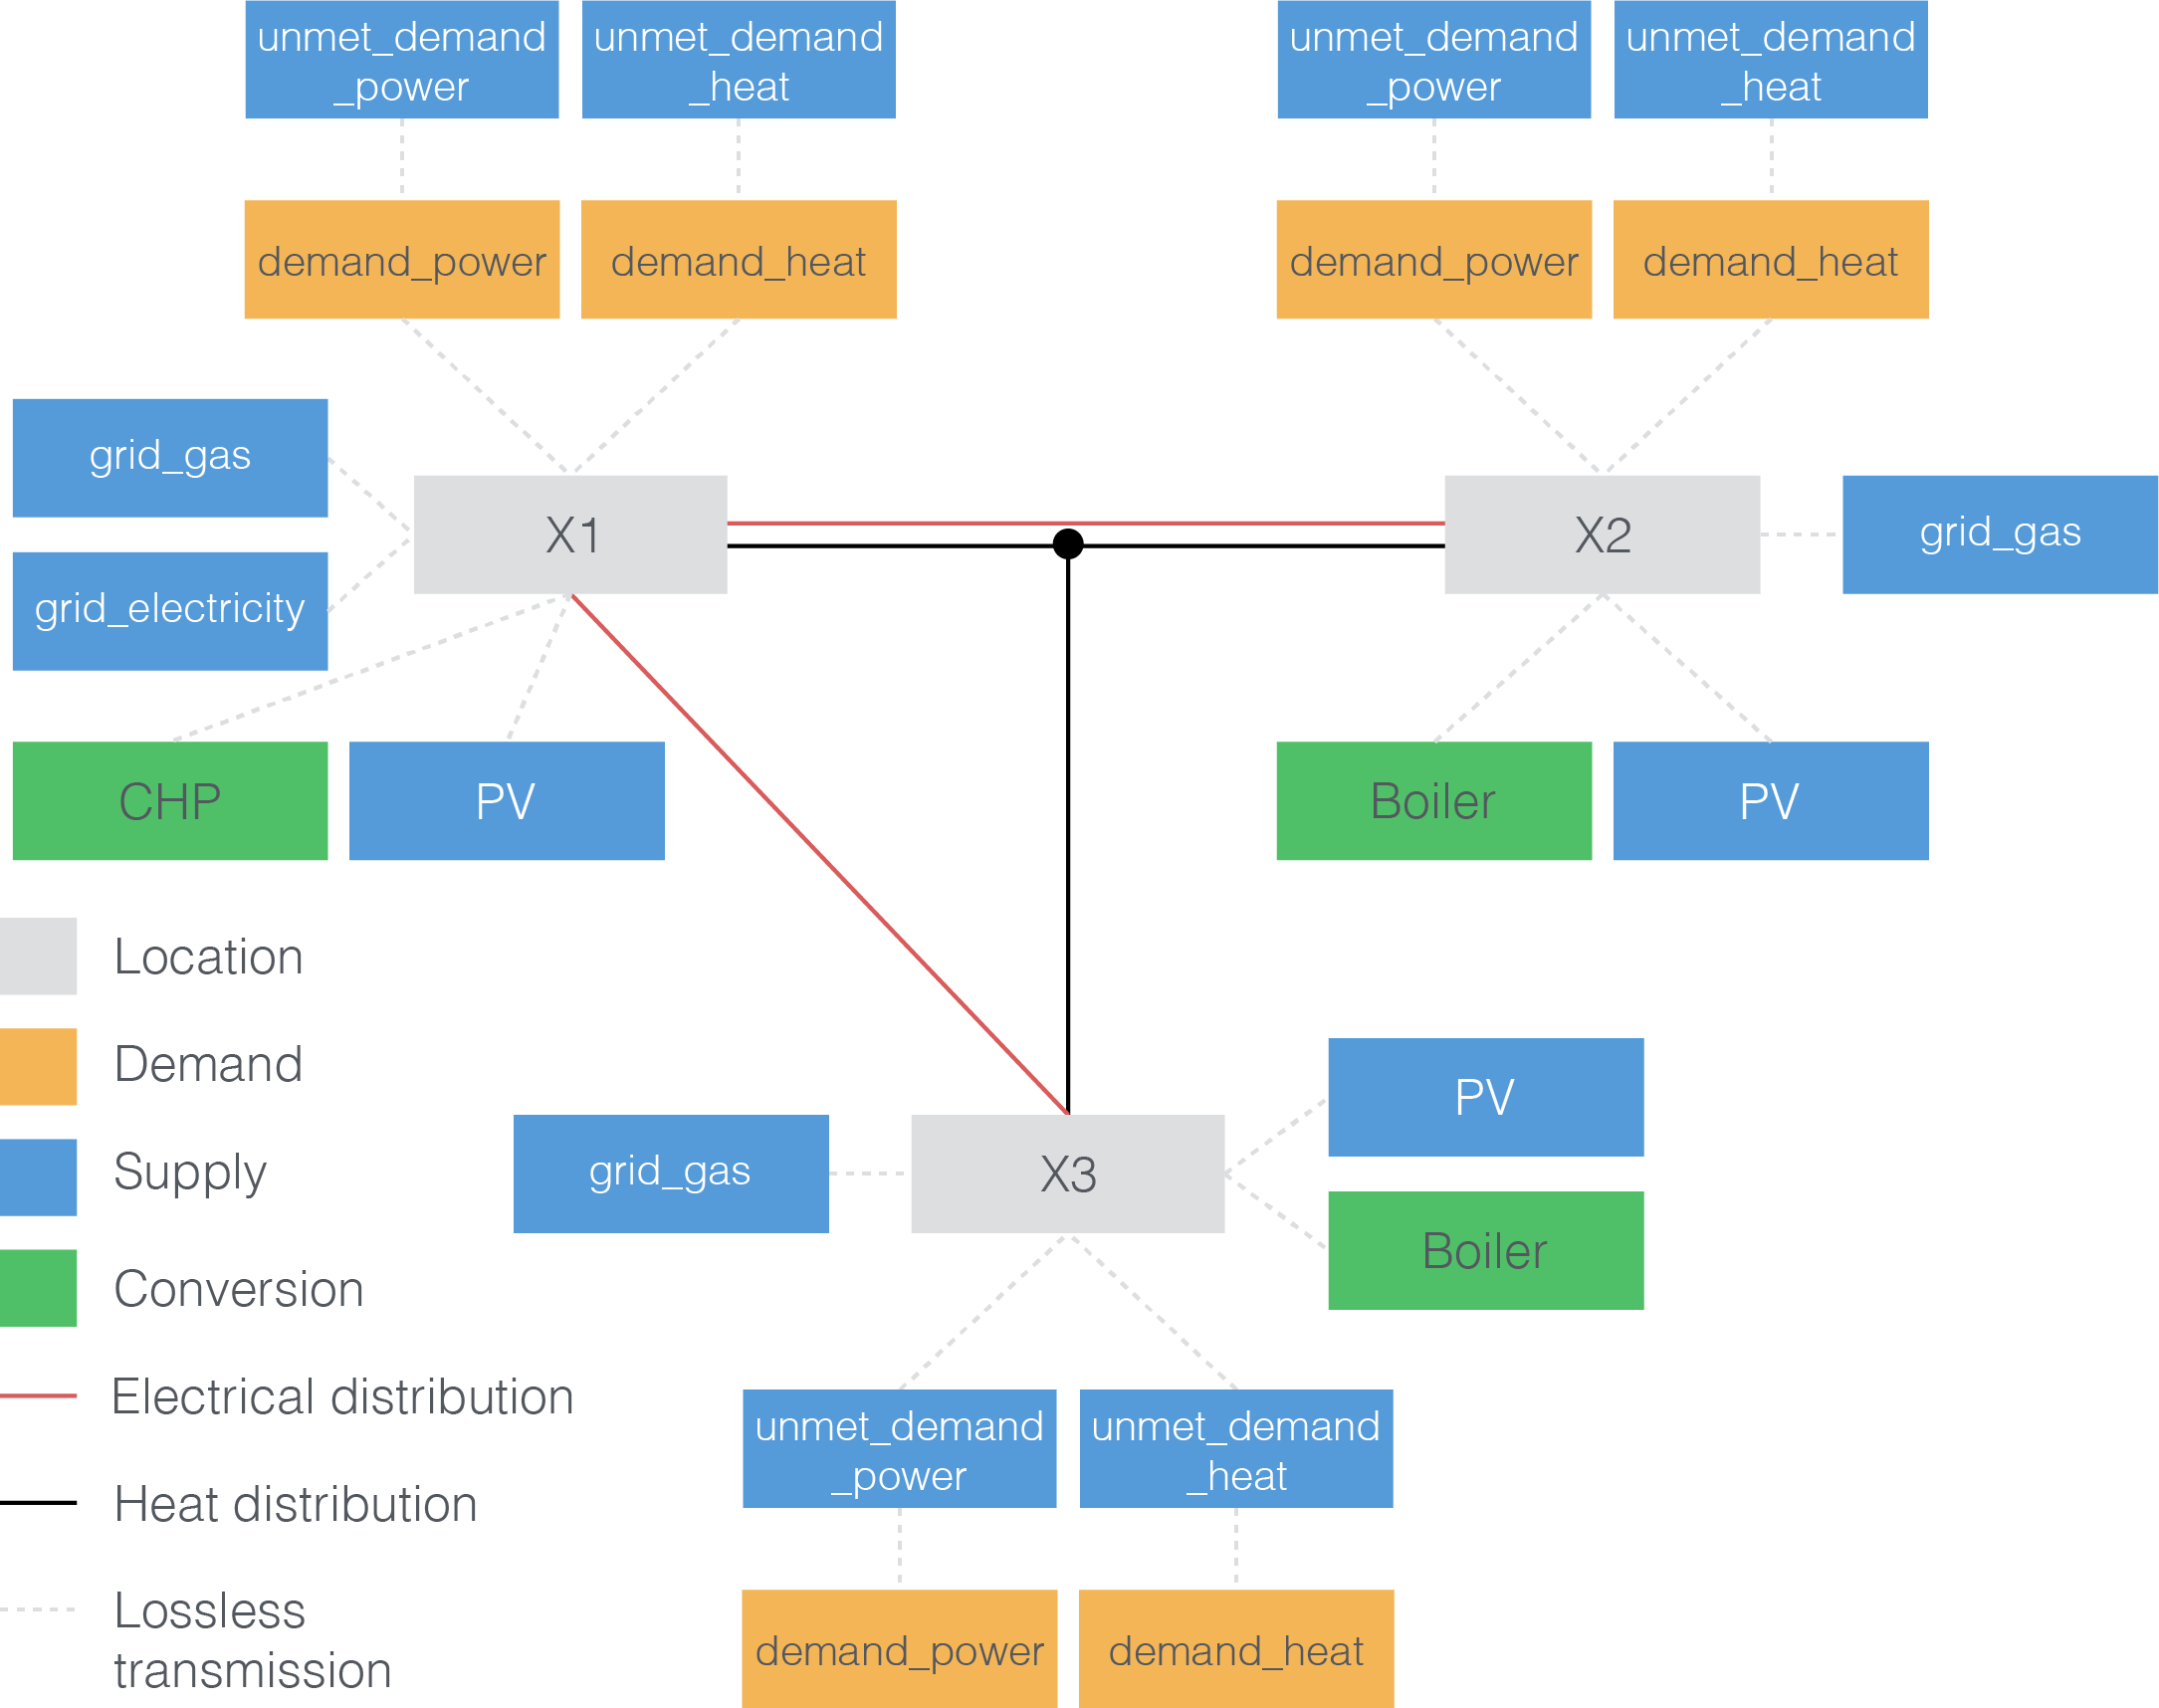 unmet_demand
_power
unmet_demand
_heat
unmet_demand
_power
unmet_demand
_heat
demand_power
demand_heat
demand_power
demand_heat
grid_gas
grid_electricity
X1
X2
grid_gas
CHP
PV
Boiler
PV
Location
Demand
Supply
Conversion
Electrical distribution
Heat distribution
Lossless
transmission
grid_gas
X3
PV
Boiler
unmet_demand
_power
unmet_demand
_heat
demand_power
demand_heat